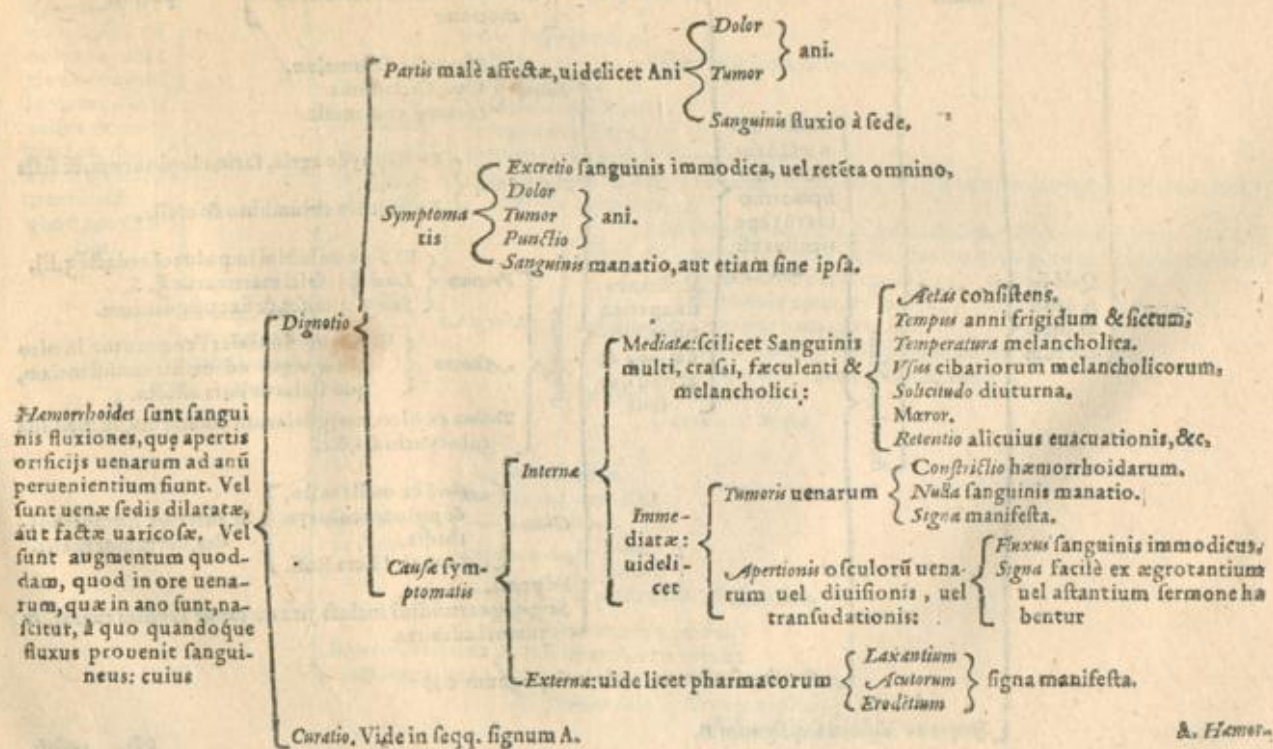 Hæmorrhoides ſunt ſangui
nis fluxiones, quę apertis
orificijs uenarum ad anũ
peruenientium fiunt. Vel
ſunt uenæ ſedis dilatatæ,
aut factæ uaricoſæ. Vel
ſunt augmentum quod-
dam, quod in ore uena-
rum, quæ in ano ſunt, na-
ſcitur, à quo quandoq́ue
fluxus prouenit ſangui-
neus: cuius
Dignotio
Partis malè affectæ, uidelicet Ani
Dolor
Tumor
ani.
Sanguinis fluxio à ſede.
Symptoma
tis
Excretio ſanguinis immodica, uel retẽta omnino,
Dolor
Tumor
Punctio
ani.
Sanguinis manatio, aut etiam ſine ipſa.
Cauſæ ſym-
ptomatis
Internæ
Mediatæ: ſcilicet Sanguinis
multi, craſſi, fæculenti &
melancholici:
Aetas conſiſtens.
Tempus anni frigidum & ſiccum,
Temperatura melancholica.
Vſus cibariorum melancholicorum,
Solicitudo diuturna.
Mœror.
Retentio alicuius euacuationis, &c,
Imme-
diatæ:
uideli-
cet
Tumoris uenarum
Conſtrictio hæmorrhoidarum.
Nulla ſanguinis manatio.
Signa manifeſta.
Apertionis oſculorũ uena-
rum uel diuiſionis, uel
tranſudationis:
Fluxus ſanguinis immodicus,
Signa facilè ex ægrotantium
uel aſtantium ſermone ha
bentur
Externæ: uidelicet pharmacorum
Laxantium
Acutorum
Erodẽtium
ſigna manifeſta.
Curatio. Vide in ſeqq. ſignum A.
A. Hæmor-